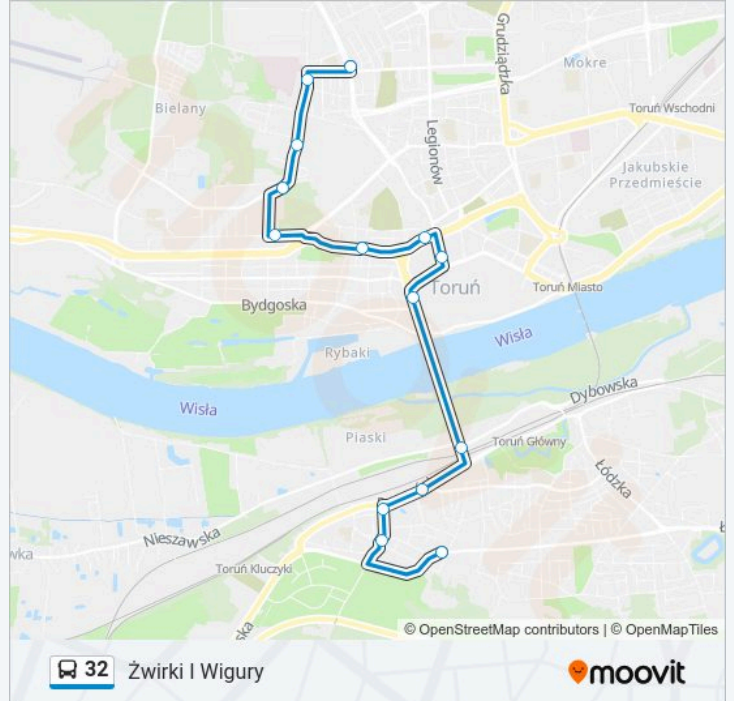 Grudziądzka
Mokre
Bielany
Toruń Wschodni
Legionów
Jakubskie
Przedmieście
Toruń
Toruń Miasto
Bydgoska
Wisła
Rybaki
Dybowska
Wisła
Piaski
Toruń Główny
Łódzka
Nieszawska
wka
Toruń Kluczyki
ska
© OpenStreetMap contributors | © OpenMapTiles
32 Żwirki I Wigury
moovit